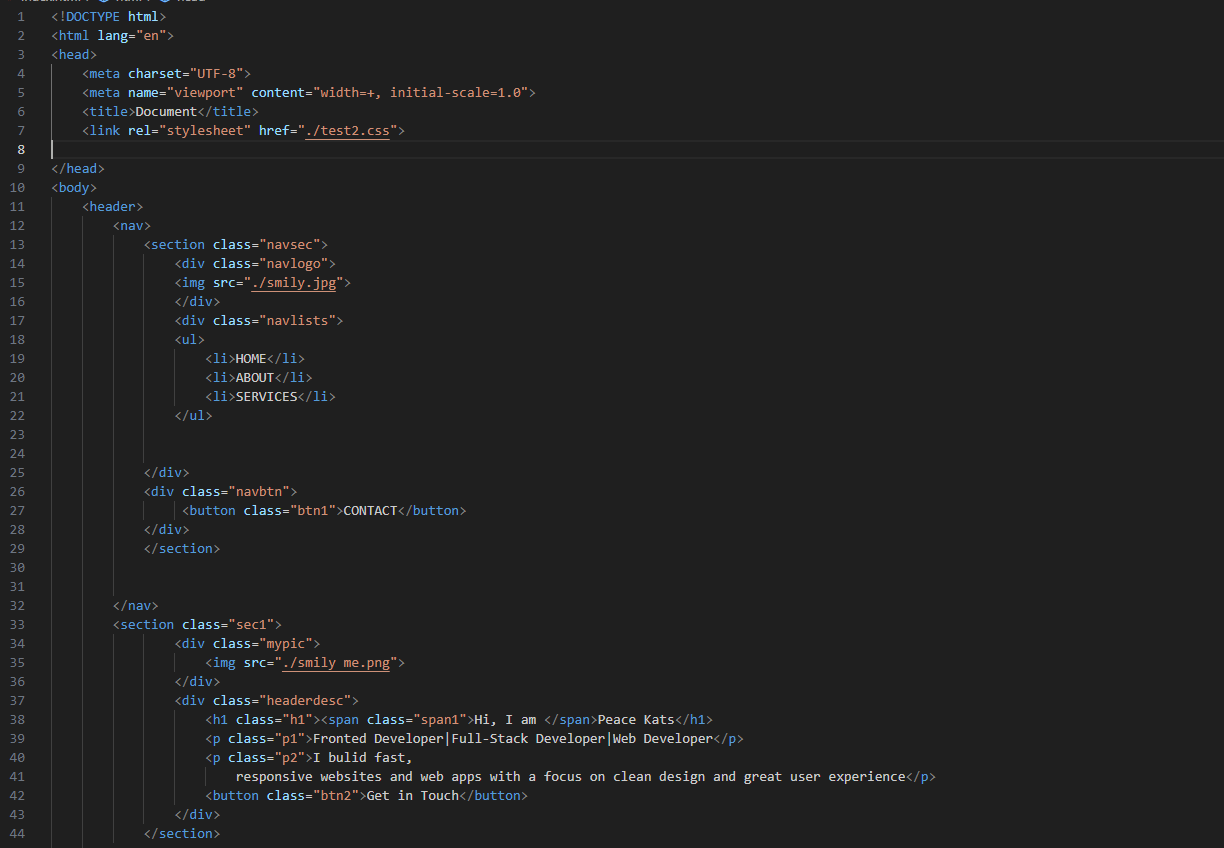 1 <!DOCTYPE html>
2 <html lang="en">
3 <head>
4     <meta charset="UTF-8">
5     <meta name="viewport" content="width=+, initial-scale=1.0">
6     <title>Document</title>
7     <link rel="stylesheet" href="./test2.css">
8
9 </head>
10 <body>
11     <header>
12         <nav>
13             <section class="navsec">
14                 <div class="navlogo">
15                 <img src="./smily.jpg">
16                 </div>
17                 <div class="navlists">
18                 <ul>
19                     <li>HOME</li>
20                     <li>ABOUT</li>
21                     <li>SERVICES</li>
22                 </ul>
23
24
25             </div>
26             <div class="navbtn">
27                  <button class="btn1">CONTACT</button>
28             </div>
29             </section>
30
31
32         </nav>
33         <section class="sec1">
34                 <div class="mypic">
35                     <img src="./smily me.png">
36                 </div>
37                 <div class="headerdesc">
38                     <h1 class="h1"><span class="span1">Hi, I am </span>Peace Kats</h1>
39                     <p class="p1">Fronted Developer|Full-Stack Developer|Web Developer</p>
40                     <p class="p2">I bulid fast,
41                         responsive websites and web apps with a focus on clean design and great user experience</p>
42                     <button class="btn2">Get in Touch</button>
43                 </div>
44             </section>